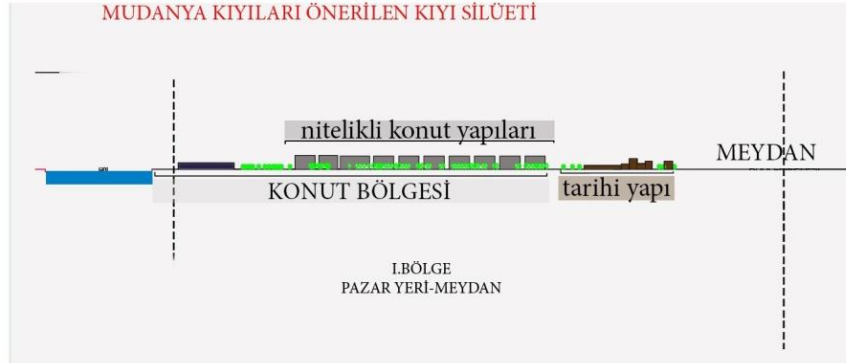 MUDANYA KIYILARI ÖNERİLEN KIYI SİLÜETİ
nitelikli konut yapıları
MEYDAN
KONUT BÖLGESİ
tarihi yapı
I.BÖLGE
PAZAR YERİ-MEYDAN